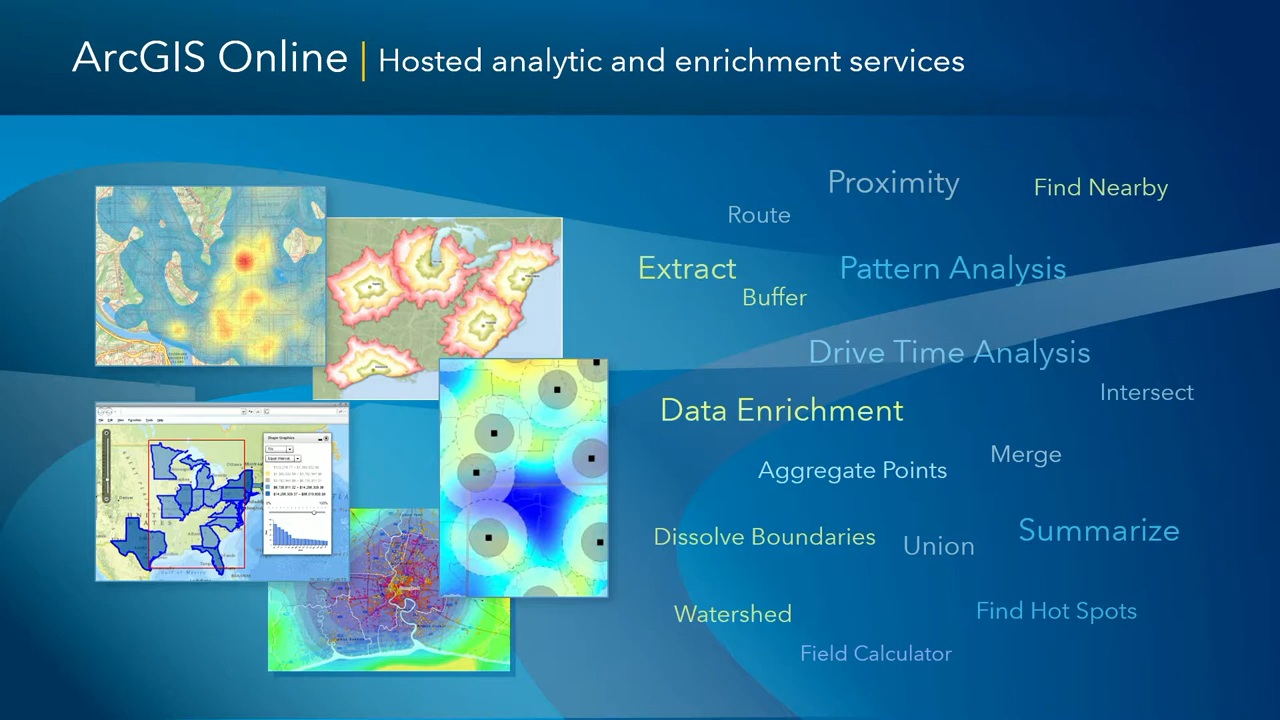 ArcGIS Online | Hosted analytic and enrichment services
Proximity
Find Nearby
Route
Extract
Pattern Analysis
Buffer
Drive Time Analysis
Intersect
Data Enrichment
Merge
Aggregate Points
Summarize
Dissolve Boundaries
Union
Find Hot Spots
Watershed
Field Calculator